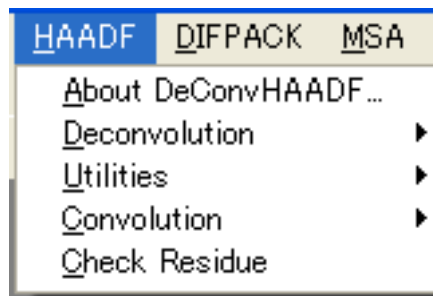 HAADF DIFPACK MSA
About DeConvHAADF...
Deconvolution
Utilities
Convolution
Check Residue